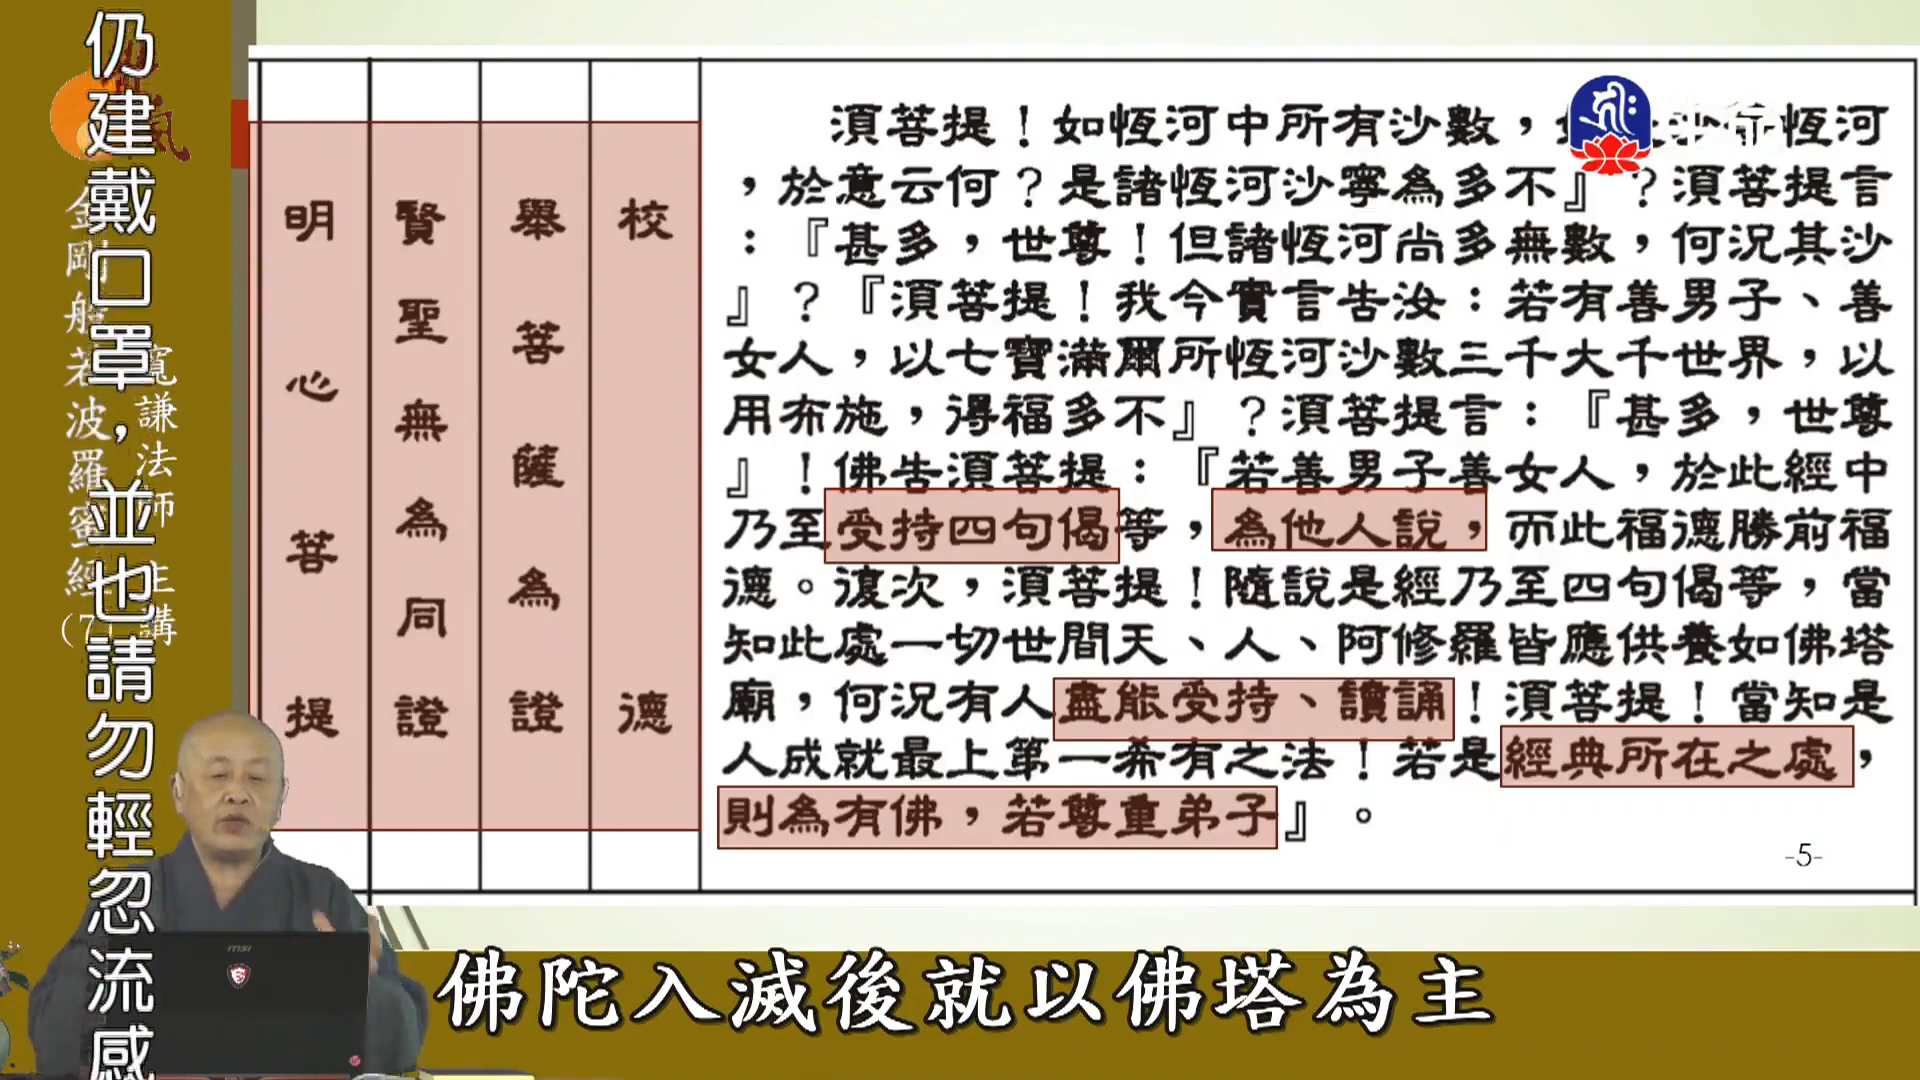 仍建戴口罩，並也請勿輕忽流感
金剛般若波羅蜜經(7)
寬謙法師 主講
校德
舉菩薩為證
賢聖無為同證
明心菩提
須菩提！如恆河中所有沙數，恆河
，於意云何？是諸恆河沙寧為多不』？須菩提言
：『甚多，世尊！但諸恆河尚多無數，何況其沙
』？『須菩提！我今實言告汝：若有善男子、善
女人，以七寶滿爾所恆河沙數三千大千世界，以
用布施，得福多不』？須菩提言：『甚多，世尊
』！佛告須菩提：『若善男子善女人，於此經中
乃至受持四句偈等，為他人說，而此福德勝前福
德。復次，須菩提！隨說是經乃至四句偈等，當
知此處一切世間天、人、阿修羅皆應供養如佛塔
廟，何況有人盡能受持、讀誦！須菩提！當知是
人成就最上第一希有之法！若是經典所在之處，
則為有佛，若尊重弟子』。
-5-
msi
佛陀入滅後就以佛塔為主